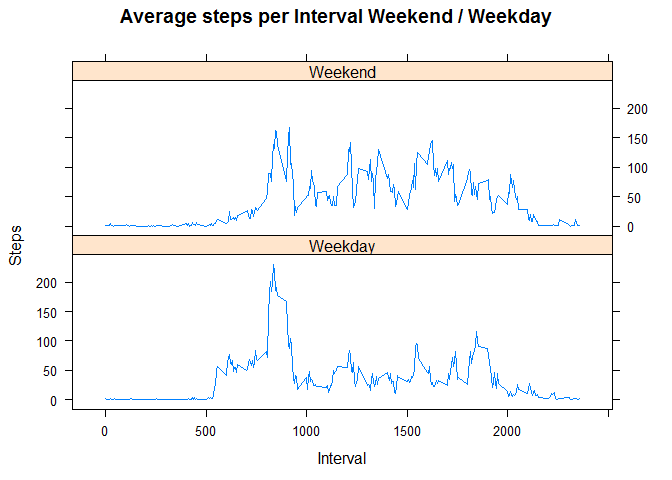 Average steps per Interval Weekend / Weekday
Weekend
200
150
100
50
0
Weekday
200
150
100
50
0
Steps
0 500 1000 1500 2000
Interval